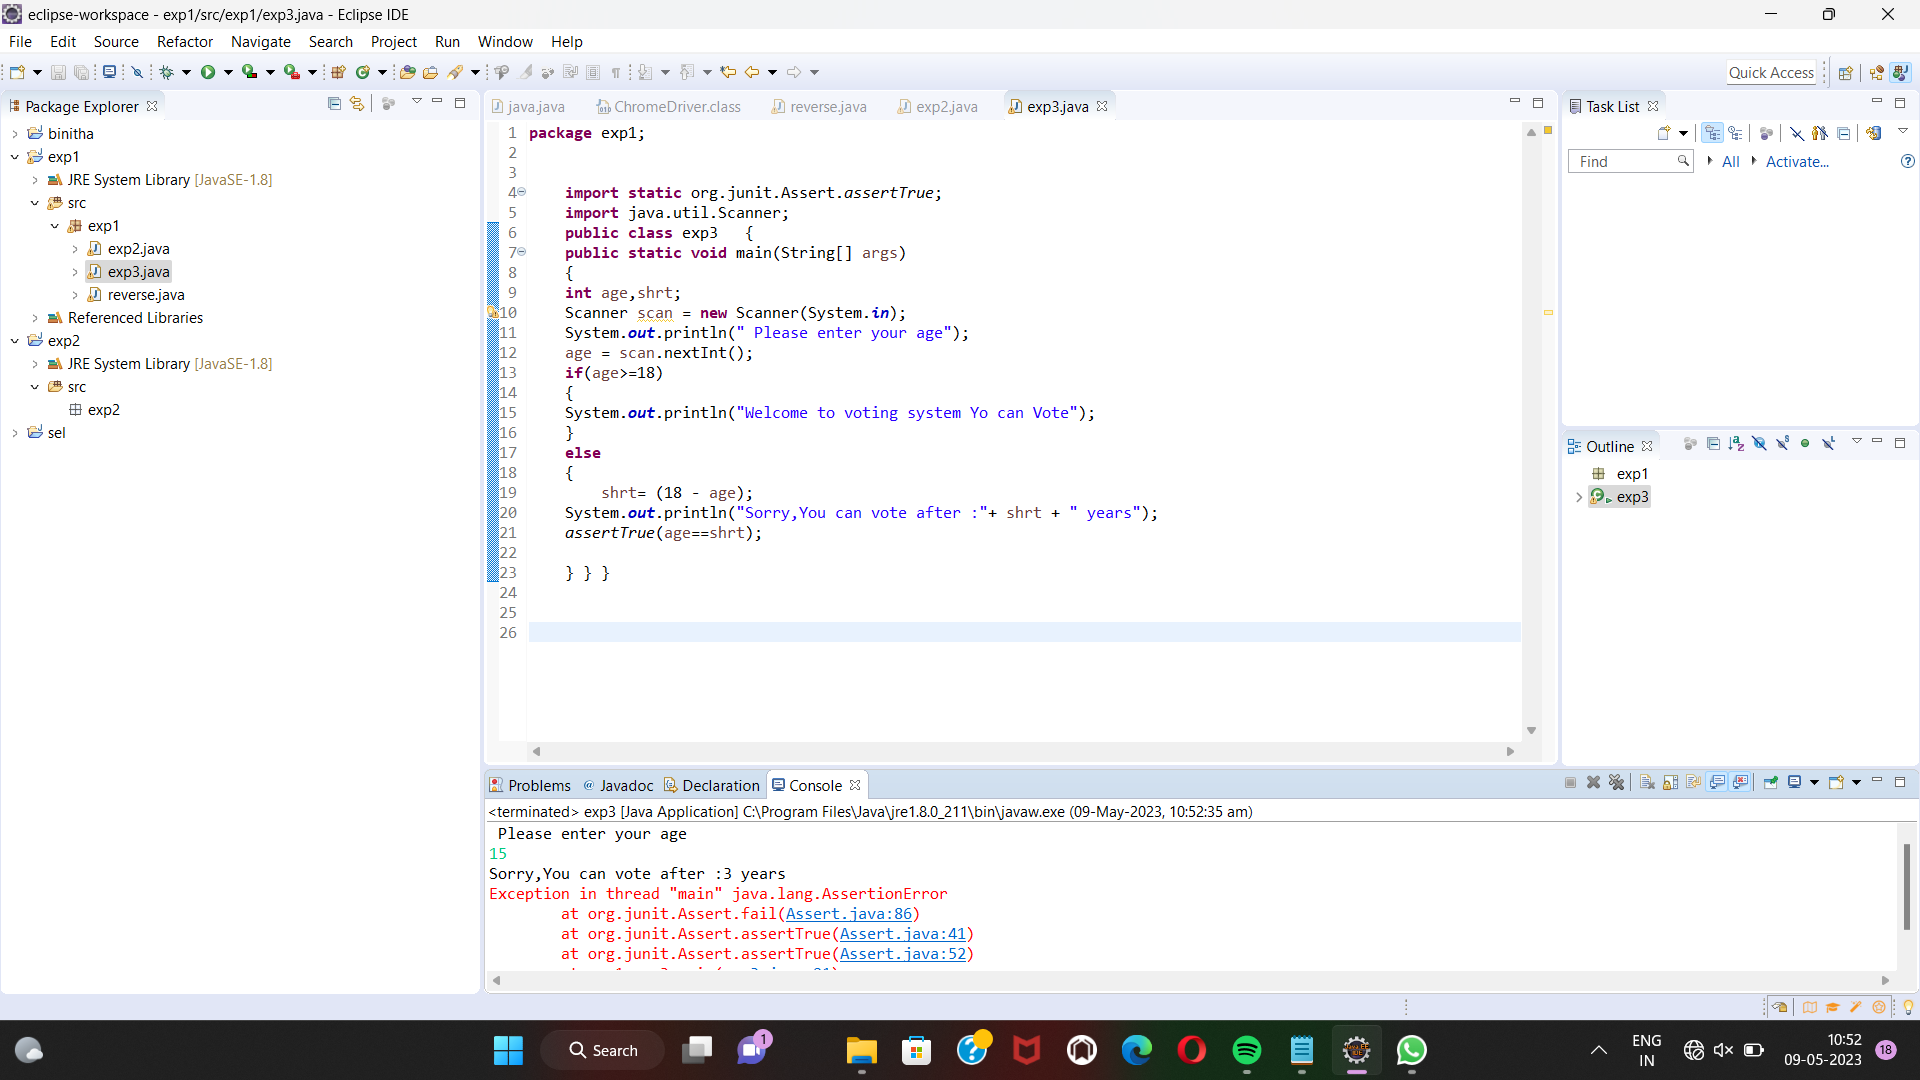 eclipse-workspace - exp1/src/exp1/exp3.java - Eclipse IDE
File Edit Source Refactor Navigate Search Project Run Window Help
Quick Access
Package Explorer
binitha
exp1
JRE System Library [JavaSE-1.8]
src
exp1
exp2.java
exp3.java
reverse.java
Referenced Libraries
exp2
JRE System Library [JavaSE-1.8]
src
exp2
sel
java.java ChromeDriver.class reverse.java exp2.java exp3.java
1 package exp1;
2
3
4 import static org.junit.Assert.assertTrue;
5 import java.util.Scanner;
6 public class exp3 {
7 public static void main(String[] args)
8 {
9 int age,shrt;
10 Scanner scan = new Scanner(System.in);
11 System.out.println(" Please enter your age");
12 age = scan.nextInt();
13 if(age>=18)
14 {
15 System.out.println("Welcome to voting system Yo can Vote");
16 }
17 else
18 {
19 shrt= (18 - age);
20 System.out.println("Sorry,You can vote after :"+ shrt + " years");
21 assertTrue(age==shrt);
22
23 } } }
24
25
26
Task List
Find All Activate...
Outline
exp1
exp3
Problems @ Javadoc Declaration Console
<terminated> exp3 [Java Application] C:\Program Files\Java\jre1.8.0_211\bin\javaw.exe (09-May-2023, 10:52:35 am)
Please enter your age
15
Sorry,You can vote after :3 years
Exception in thread "main" java.lang.AssertionError
at org.junit.Assert.fail(Assert.java:86)
at org.junit.Assert.assertTrue(Assert.java:41)
at org.junit.Assert.assertTrue(Assert.java:52)
Search
1
ENG
IN
10:52
09-05-2023
18